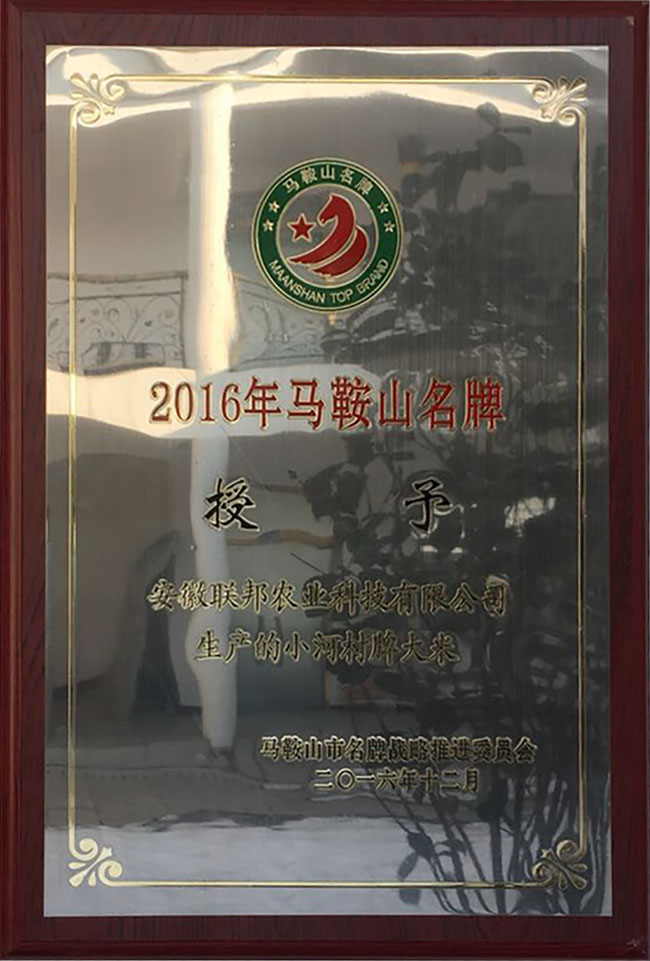 马鞍山名牌
MAANSHAN TOP BRAND
2016年马鞍山名牌
授 予
安徽联邦农业科技有限公司
生产的小河村牌大米
马鞍山市名牌战略推进委员会
二〇一六年十二月